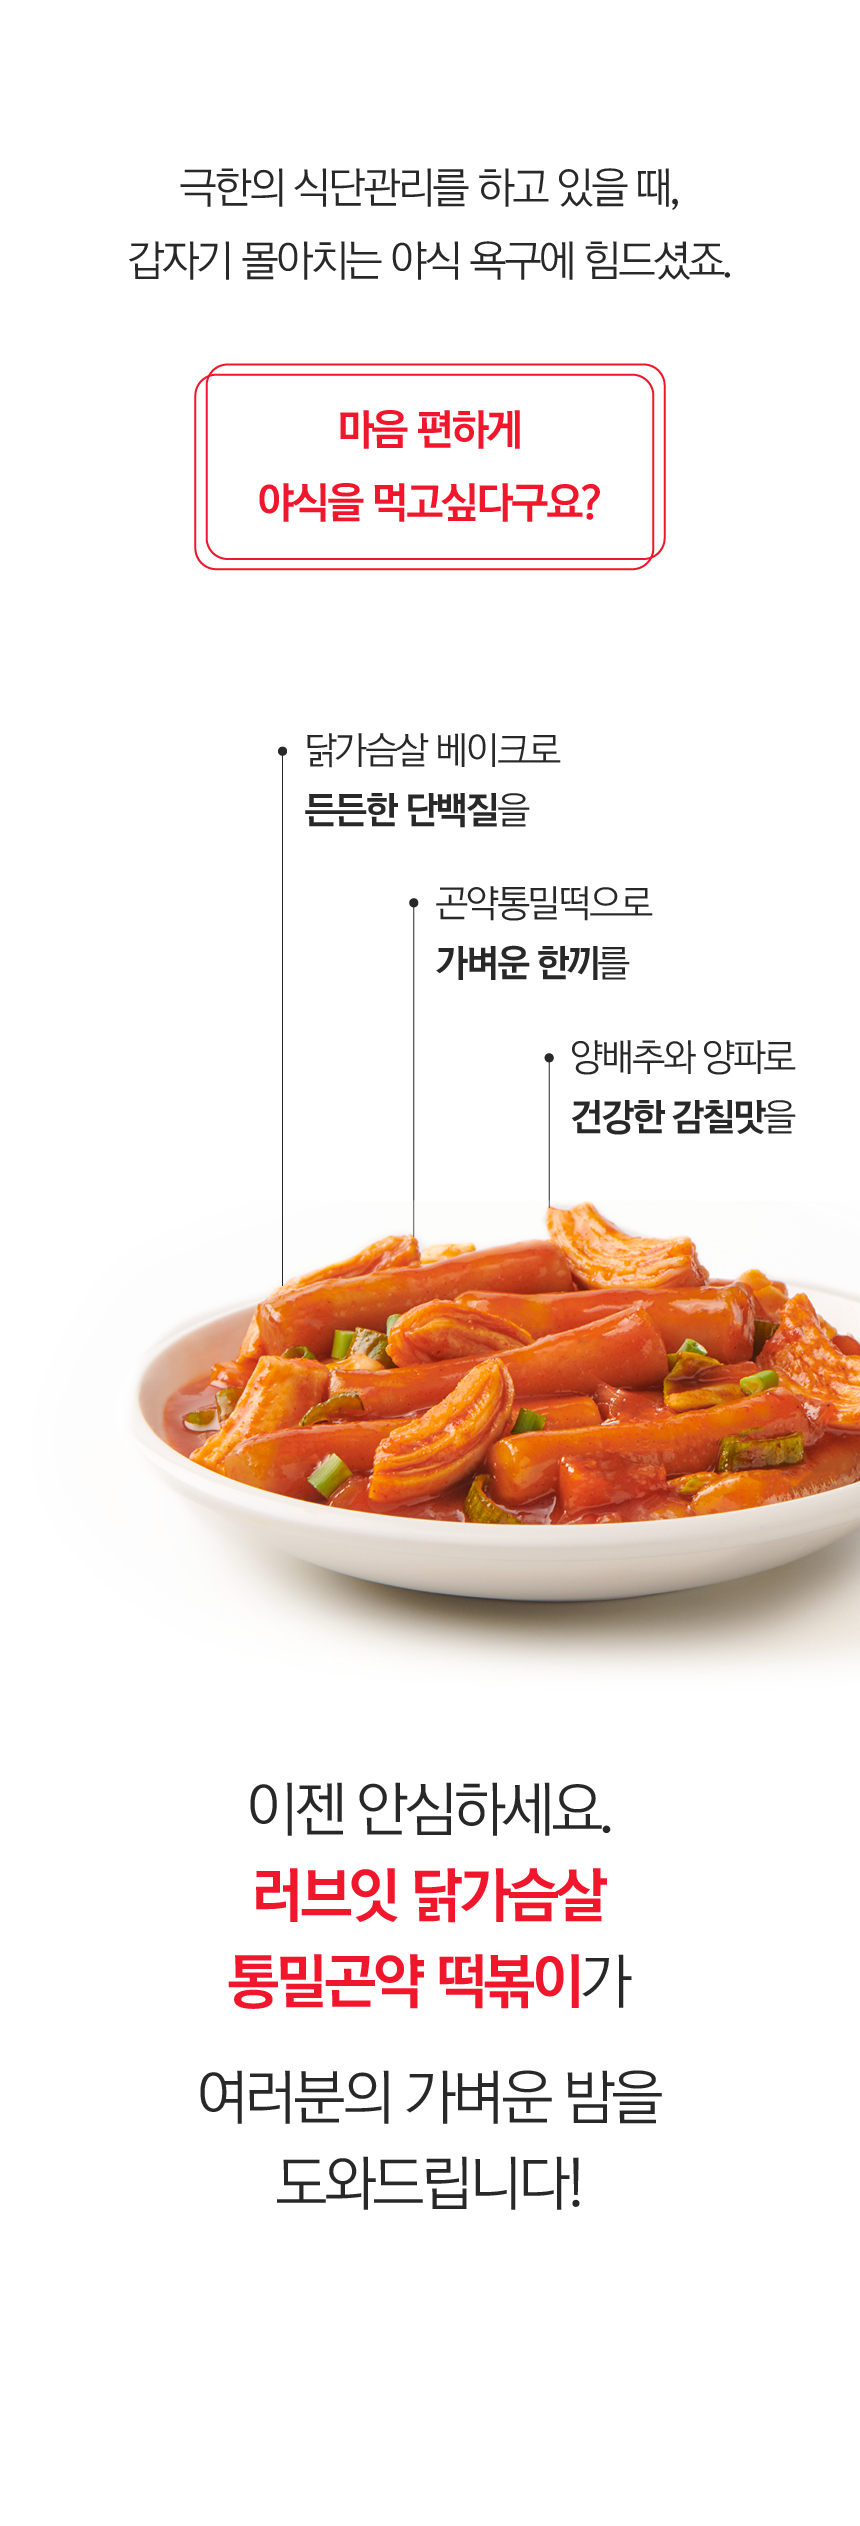 극한의 식단관리를 하고 있을 때,
갑자기 몰아치는 야식 욕구에 힘드셨죠.
마음 편하게
야식을 먹고싶다구요?
닭가슴살 베이크로
든든한 단백질을
곤약통밀떡으로
가벼운 한끼를
양배추와 양파로
건강한 감칠맛을
이젠 안심하세요.
러브잇 닭가슴살
통밀곤약 떡볶이가
여러분의 가벼운 밤을
도와드립니다!